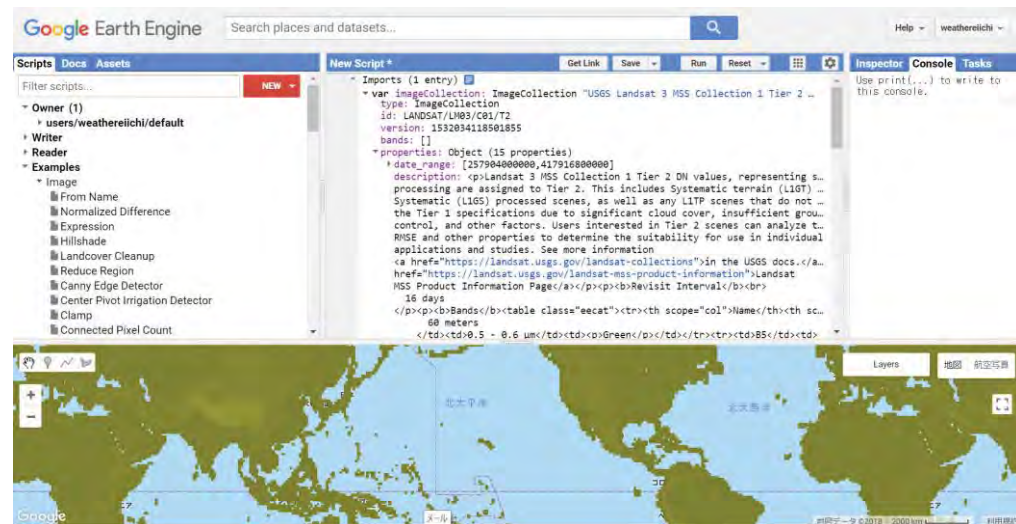 Google Earth Engine
Search places and datasets...
Help
weathereiichi
Scripts Docs Assets
Filter scripts...
NEW
Owner (1)
users/weathereiichi/default
Writer
Reader
Examples
Image
From Name
Normalized Difference
Expression
Hillshade
Landcover Cleanup
Reduce Region
Canny Edge Detector
Center Pivot Irrigation Detector
Clamp
Connected Pixel Count
New Script *
Get Link Save Run Reset
Imports (1 entry)
var imageCollection: ImageCollection "USGS Landsat 3 MSS Collection 1 Tier 2 …
type: ImageCollection
id: LANDSAT/LM03/C01/T2
version: 1532034118501855
bands: []
properties: Object (15 properties)
date_range: [257904000000,417916800000]
description: <p>Landsat 3 MSS Collection 1 Tier 2 DN values, representing s…
processing are assigned to Tier 2. This includes Systematic terrain (L1GT) …
Systematic (L1GS) processed scenes, as well as any L1TP scenes that do not …
the Tier 1 specifications due to significant cloud cover, insufficient grou…
control, and other factors. Users interested in Tier 2 scenes can analyze t…
RMSE and other properties to determine the suitability for use in individual
applications and studies. See more information
<a href="https://landsat.usgs.gov/landsat-collections">in the USGS docs.</a…
href="https://landsat.usgs.gov/landsat-mss-product-information">Landsat
MSS Product Information Page</a></p><p><b>Revisit Interval</b><br>
16 days
</p><p><b>Bands</b><table class="eecat"><tr><th scope="col">Name</th><th sc…
60 meters
</td><td>0.5 - 0.6 μm</td><td><p>Green</p></td></tr><tr><td>B5</td><td>
Inspector Console Tasks
Use print(...) to write to
this console.
Layers
地図 航空写真
北太平洋
北大西洋
Google
メール
地図データ ©2018
2000 km